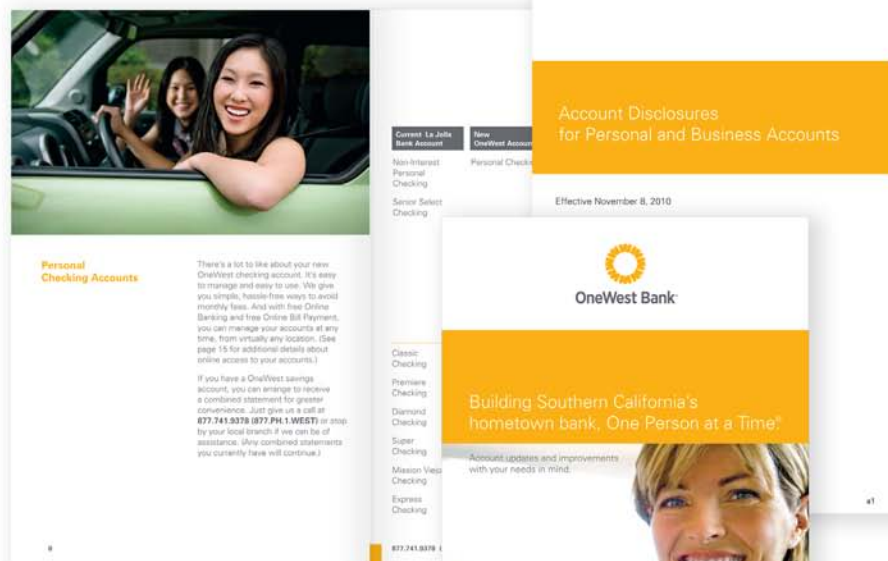 Personal
Checking Accounts
There's a lot to like about your new
OneWest checking account. It's easy
to manage and easy to use. We give
you simple, hassle-free ways to avoid
monthly fees. And with free Online
Banking and free Online Bill Payment,
you can manage your accounts at any
time, from virtually any location. (See
page 15 for additional details about
online access to your accounts.)
If you have a OneWest savings
account, you can arrange to receive
a combined statement for greater
convenience. Just give us a call at
877.741.9378 (877.PH.1.WEST) or stop
by your local branch if we can be of
assistance. (Any combined statements
you currently have will continue.)
Current La Jolla
Bank Account
New
OneWest Account
Non-Interest
Personal
Checking
Personal Checki
Senior Select
Checking
Classic
Checking
Premiere
Checking
Diamond
Checking
Super
Checking
Mission Viejo
Checking
Express
Checking
877.741.9378
Account Disclosures
for Personal and Business Accounts
Effective November 8, 2010
a1
OneWest Bank
Building Southern California's
hometown bank, One Person at a Time.®
Account updates and improvements
with your needs in mind.